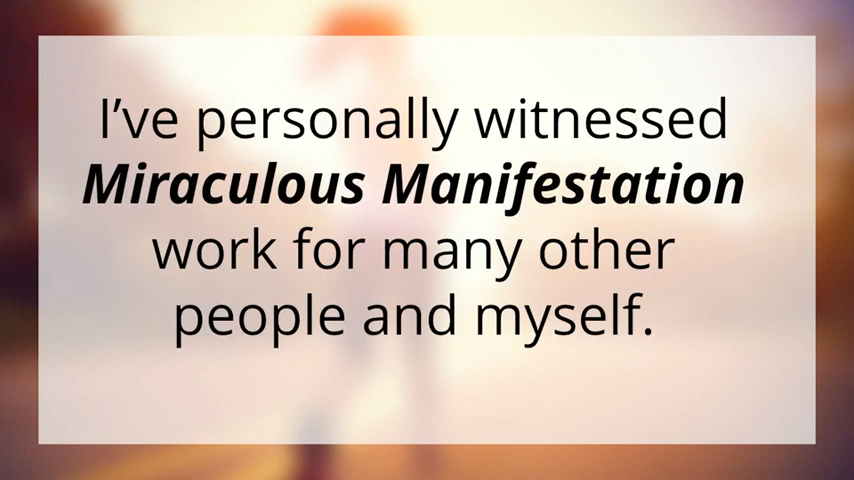 I’ve personally witnessed
Miraculous Manifestation
work for many other
people and myself.